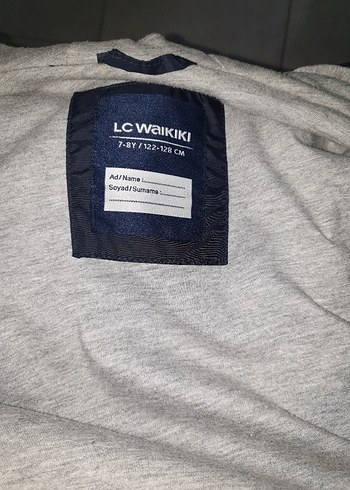 LC WAIKIKI
7-8Y / 122-128 CM
Ad/Name :
Soyad/Surname :